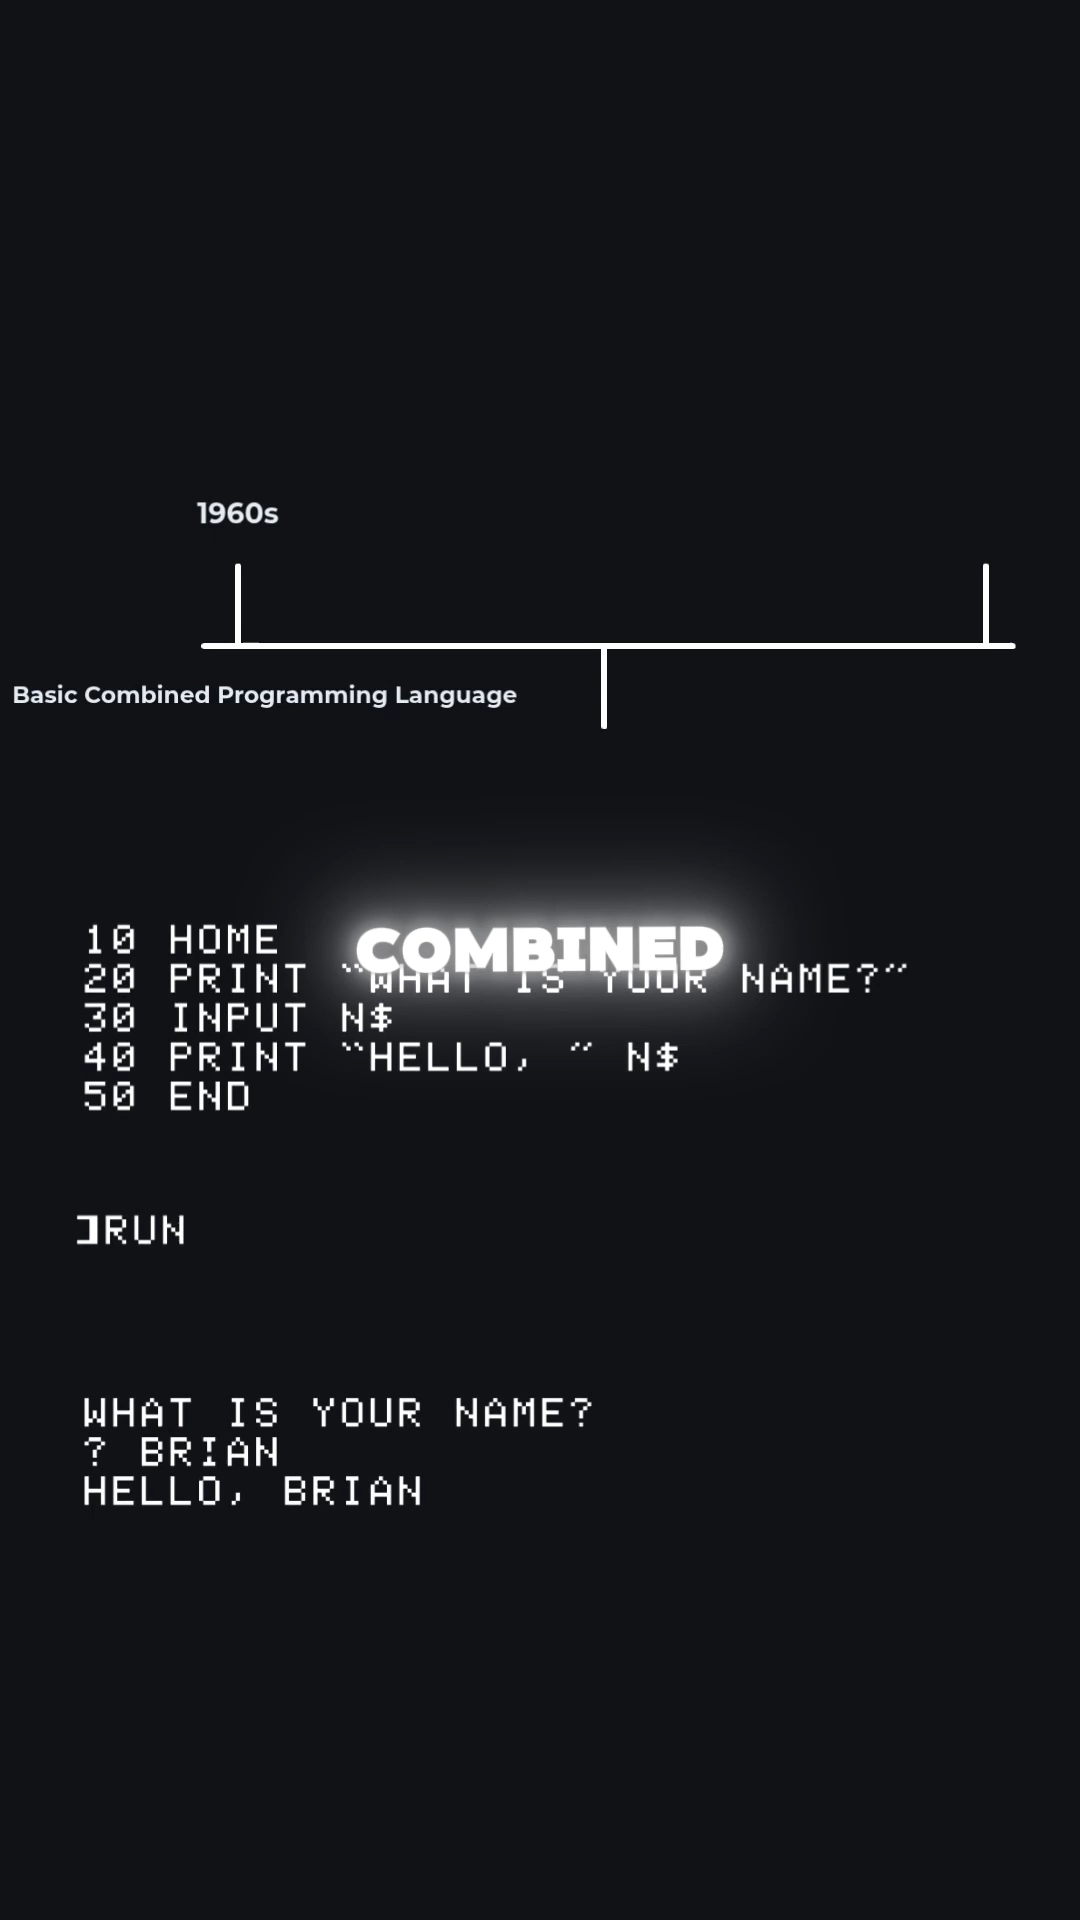 1960s
Basic Combined Programming Language
COMBINED
10 HOME
20 PRINT "WHAT IS YOUR NAME?"
30 INPUT N$
40 PRINT "HELLO, " N$
50 END
]RUN
WHAT IS YOUR NAME?
? BRIAN
HELLO, BRIAN